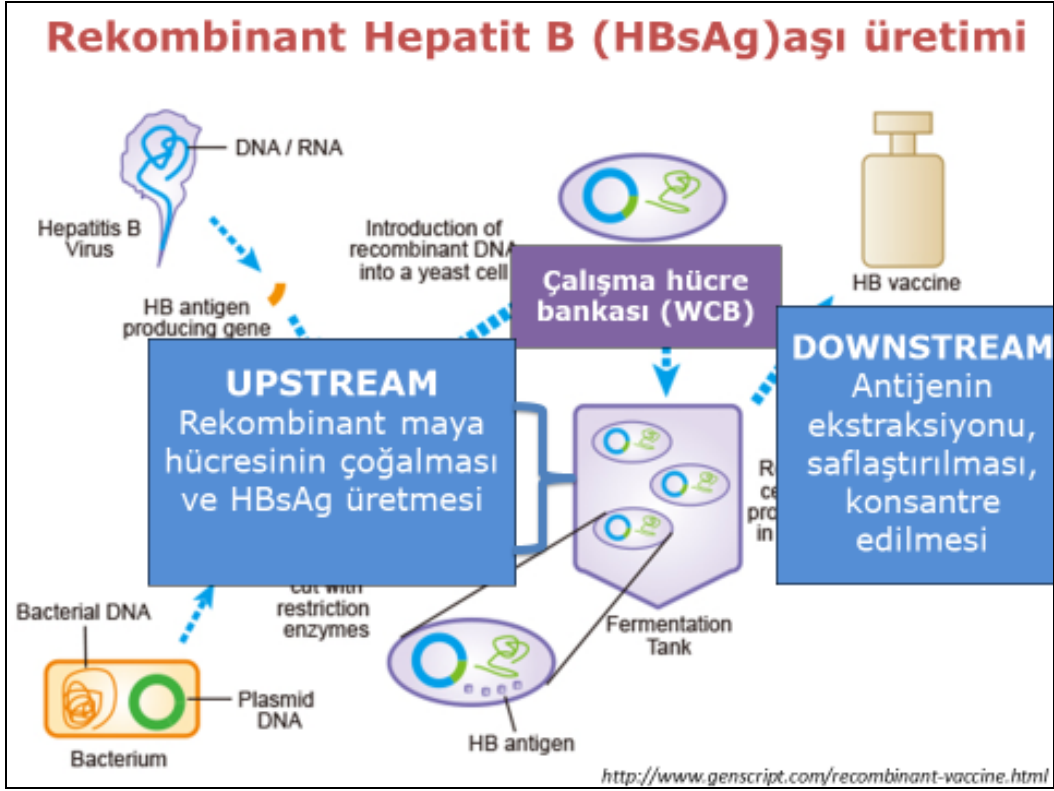 Rekombinant Hepatit B (HBsAg)aşı üretimi
DNA / RNA
Hepatitis B
Virus
HB antigen
producing gene
Introduction of
recombinant DNA
into a yeast cell
Çalışma hücre
bankası (WCB)
HB vaccine
UPSTREAM
Rekombinant maya
hücresinin çoğalması
ve HBsAg üretmesi
DOWNSTREAM
Antijenin
ekstraksiyonu,
saflaştırılması,
konsantre
edilmesi
in
cut with
restriction
enzymes
Fermentation
Tank
Bacterial DNA
Plasmid
DNA
Bacterium
HB antigen
http://www.genscript.com/recombinant-vaccine.html